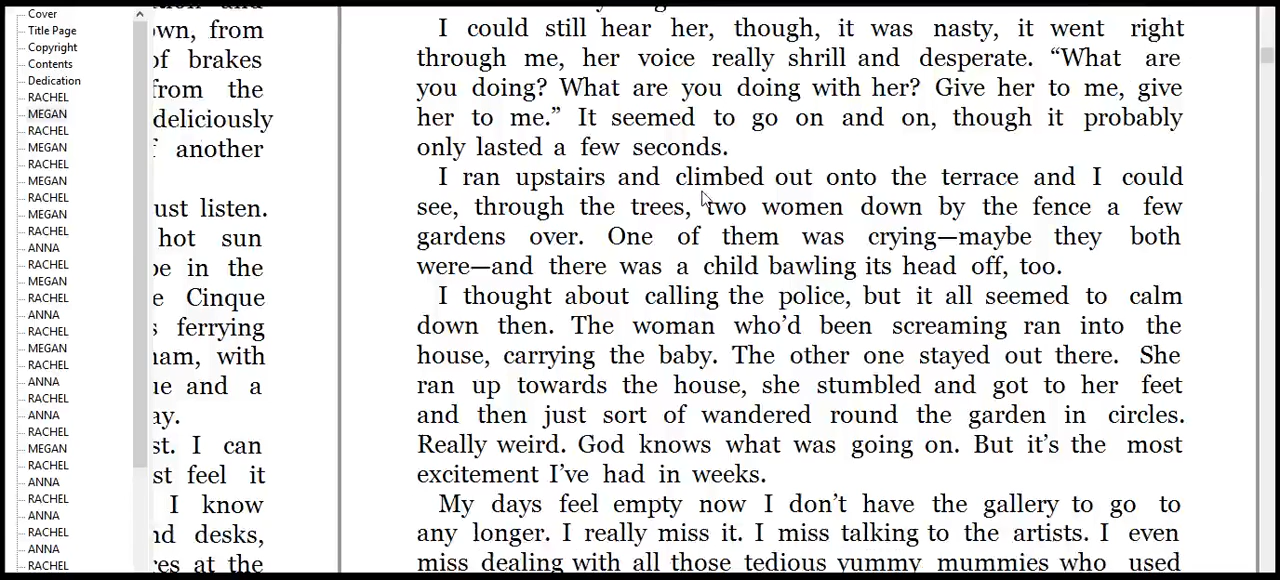 Cover
Title Page
Copyright
Contents
Dedication
RACHEL
MEGAN
RACHEL
MEGAN
RACHEL
MEGAN
RACHEL
MEGAN
RACHEL
ANNA
RACHEL
MEGAN
RACHEL
ANNA
RACHEL
MEGAN
RACHEL
ANNA
RACHEL
ANNA
RACHEL
MEGAN
RACHEL
ANNA
RACHEL
ANNA
RACHEL
ANNA
RACHEL
own, from
of brakes
from the
deliciously
another
ust listen.
hot sun
be in the
Cinque
ferrying
ham, with
ue and a
ay.
st. I can
st feel it
I know
nd desks,
res at the
I could still hear her, though, it was nasty, it went right
through me, her voice really shrill and desperate. “What are
you doing? What are you doing with her? Give her to me, give
her to me.” It seemed to go on and on, though it probably
only lasted a few seconds.
I ran upstairs and climbed out onto the terrace and I could
see, through the trees, two women down by the fence a few
gardens over. One of them was crying—maybe they both
were—and there was a child bawling its head off, too.
I thought about calling the police, but it all seemed to calm
down then. The woman who’d been screaming ran into the
house, carrying the baby. The other one stayed out there. She
ran up towards the house, she stumbled and got to her feet
and then just sort of wandered round the garden in circles.
Really weird. God knows what was going on. But it’s the most
excitement I’ve had in weeks.
My days feel empty now I don’t have the gallery to go to
any longer. I really miss it. I miss talking to the artists. I even
miss dealing with all those tedious yummy mummies who used